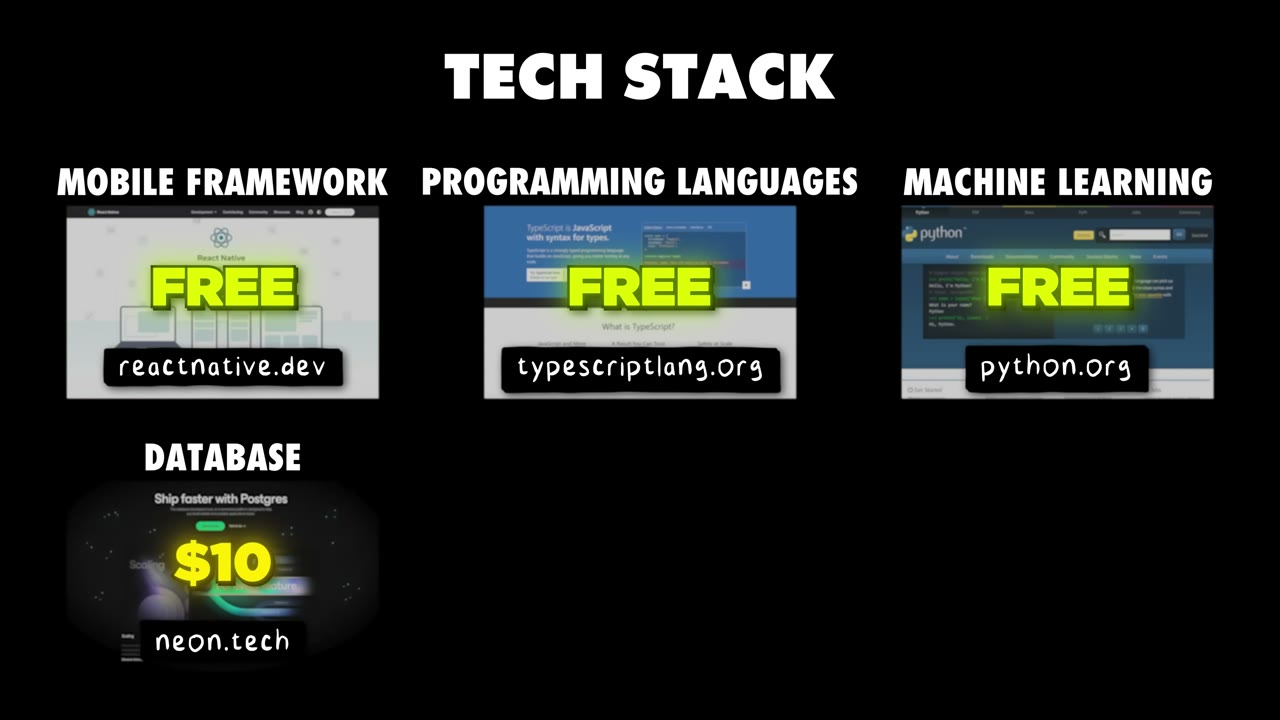 TECH STACK
MOBILE FRAMEWORK
PROGRAMMING LANGUAGES
MACHINE LEARNING
React Native
FREE
reactnative.dev
TypeScript is JavaScript
with syntax for types.
FREE
What is TypeScript?
typescriptlang.org
python
FREE
python.org
DATABASE
Ship faster with Postgres
Scaling
$10
neon.tech